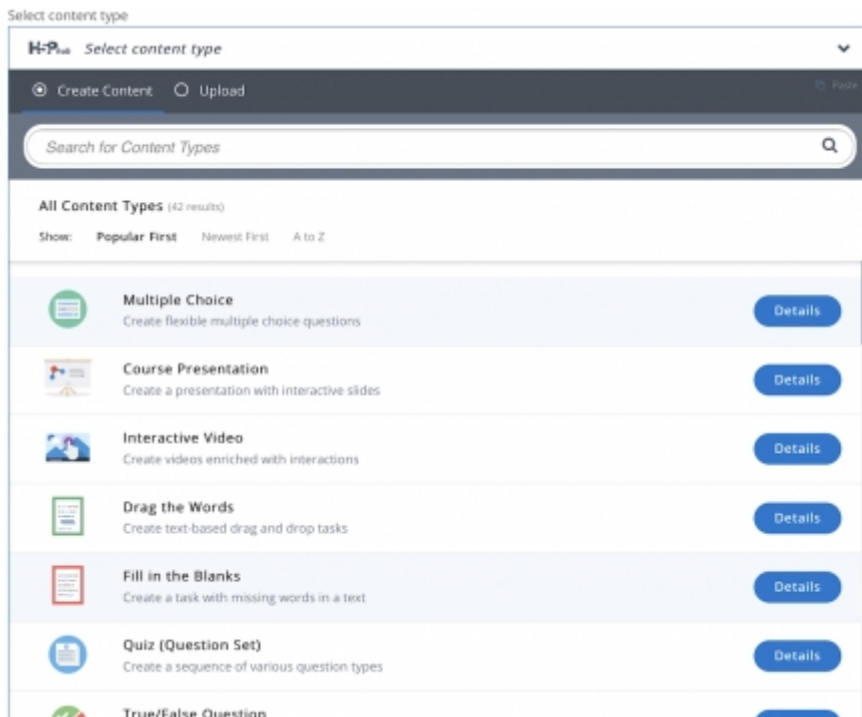 Select content type
H5P Select content type
Create Content Upload
Paste
Search for Content Types
All Content Types (42 results)
Show: Popular First Newest First A to Z
Multiple Choice
Create flexible multiple choice questions
Details
Course Presentation
Create a presentation with interactive slides
Details
Interactive Video
Create videos enriched with interactions
Details
Drag the Words
Create text-based drag and drop tasks
Details
Fill in the Blanks
Create a task with missing words in a text
Details
Quiz (Question Set)
Create a sequence of various question types
Details
True/False Question